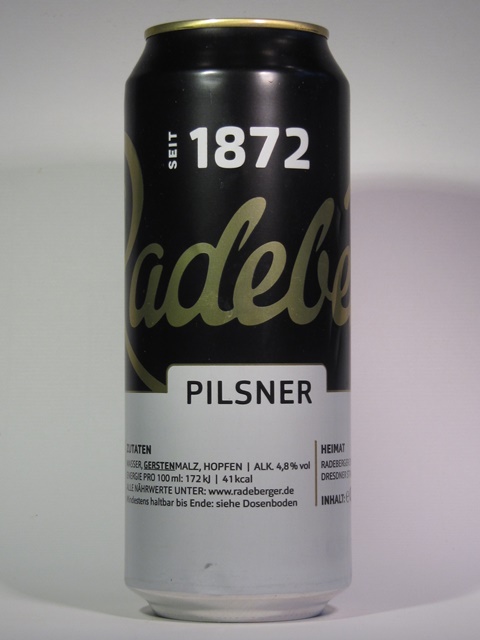 SEIT 1872
Radebe
PILSNER
ZUTATEN
WASSER, GERSTENMALZ, HOPFEN | ALK. 4,8% vol
ENERGIE PRO 100 ml: 172 kJ | 41 kcal
ALLE NÄHRWERTE UNTER: www.radeberger.de
Mindestens haltbar bis Ende: siehe Dosenboden
HEIMAT
RADEBERGER
DRESDNER
INHALT: